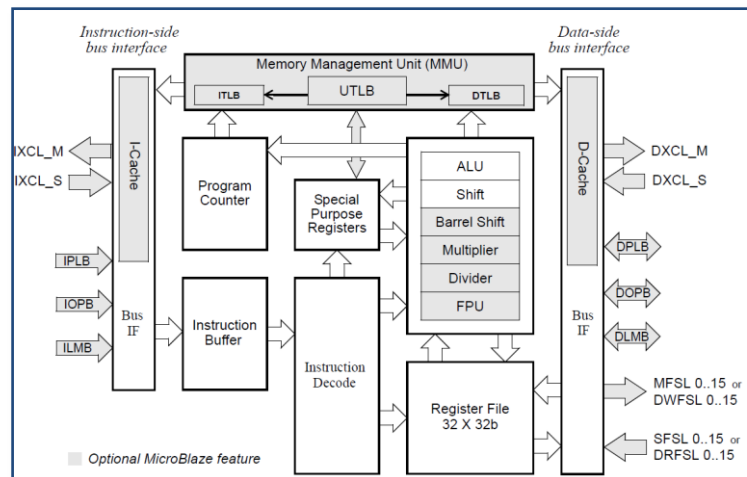 Instruction-side
bus interface
Data-side
bus interface
Memory Management Unit (MMU)
ITLB
UTLB
DTLB
IXCL_M
IXCL_S
I-Cache
D-Cache
DXCL_M
DXCL_S
Program
Counter
Special
Purpose
Registers
ALU
Shift
Barrel Shift
Multiplier
Divider
FPU
IPLB
IOPB
ILMB
Bus
IF
Instruction
Buffer
Instruction
Decode
Register File
32 X 32b
Bus
IF
DPLB
DOPB
DLMB
MFSL 0..15 or
DWFSL 0..15
SFSL 0..15 or
DRFSL 0..15
Optional MicroBlaze feature